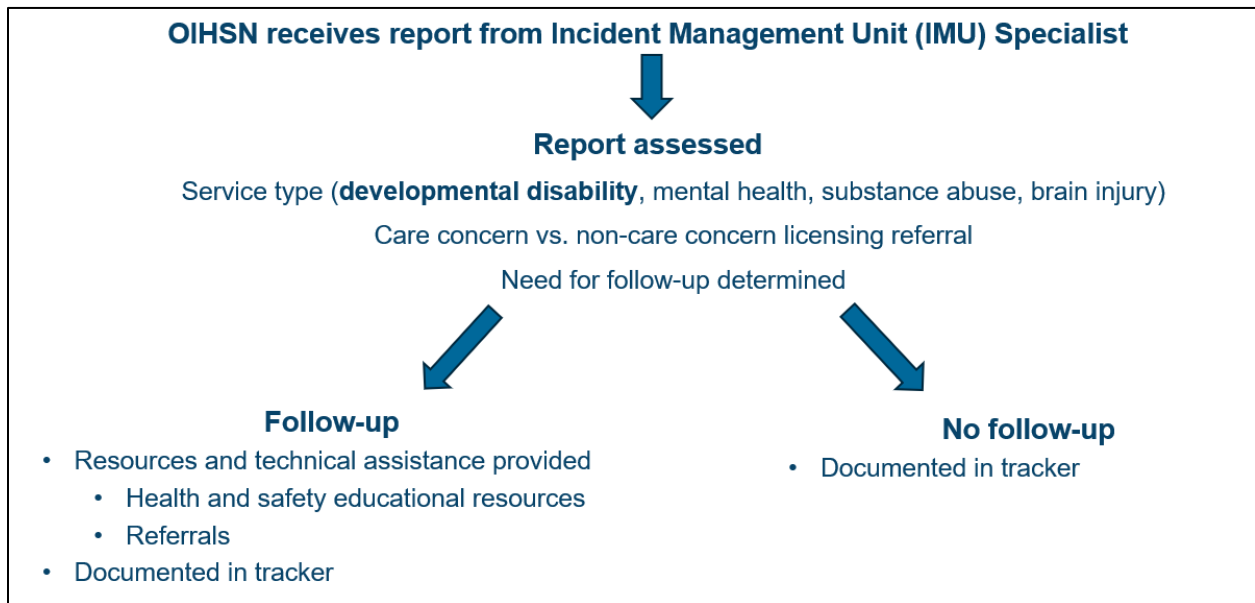 OIHSN receives report from Incident Management Unit (IMU) Specialist
Report assessed
Service type (developmental disability, mental health, substance abuse, brain injury)
Care concern vs. non-care concern licensing referral
Need for follow-up determined
Follow-up
• Resources and technical assistance provided
• Health and safety educational resources
• Referrals
• Documented in tracker
No follow-up
• Documented in tracker